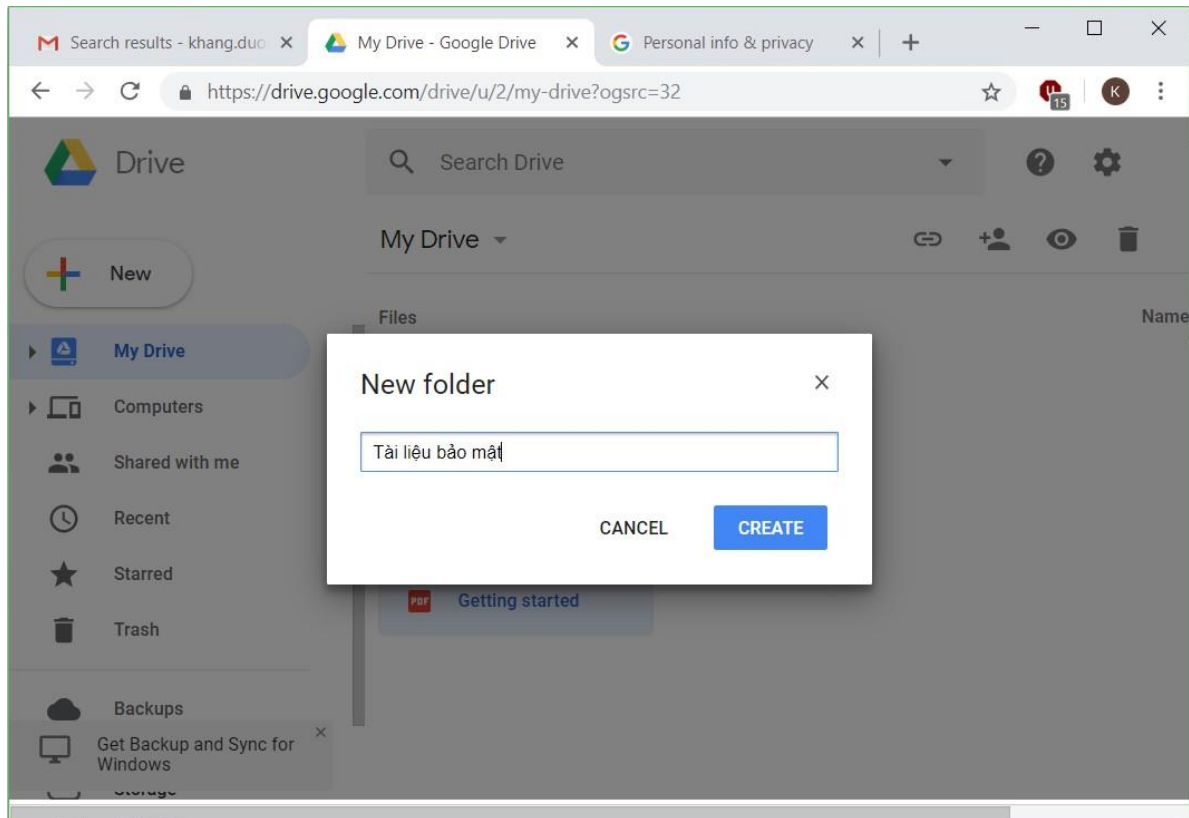 Search results - khang.duo
My Drive - Google Drive
Personal info & privacy
https://drive.google.com/drive/u/2/my-drive?ogsrc=32
15
K
Drive
Search Drive
My Drive
New
Files
Name
My Drive
Computers
Shared with me
Recent
Starred
Trash
Backups
Get Backup and Sync for
Windows
Storage
New folder
Tài liệu bảo mật
CANCEL
CREATE
PDF
Getting started